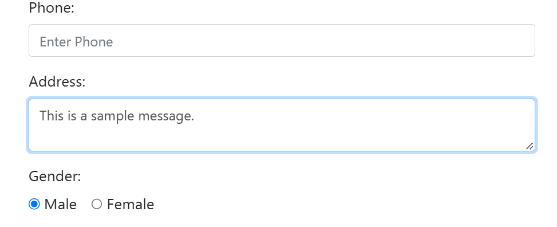 Phone:
Enter Phone
Address:
This is a sample message.
Gender:
Male Female